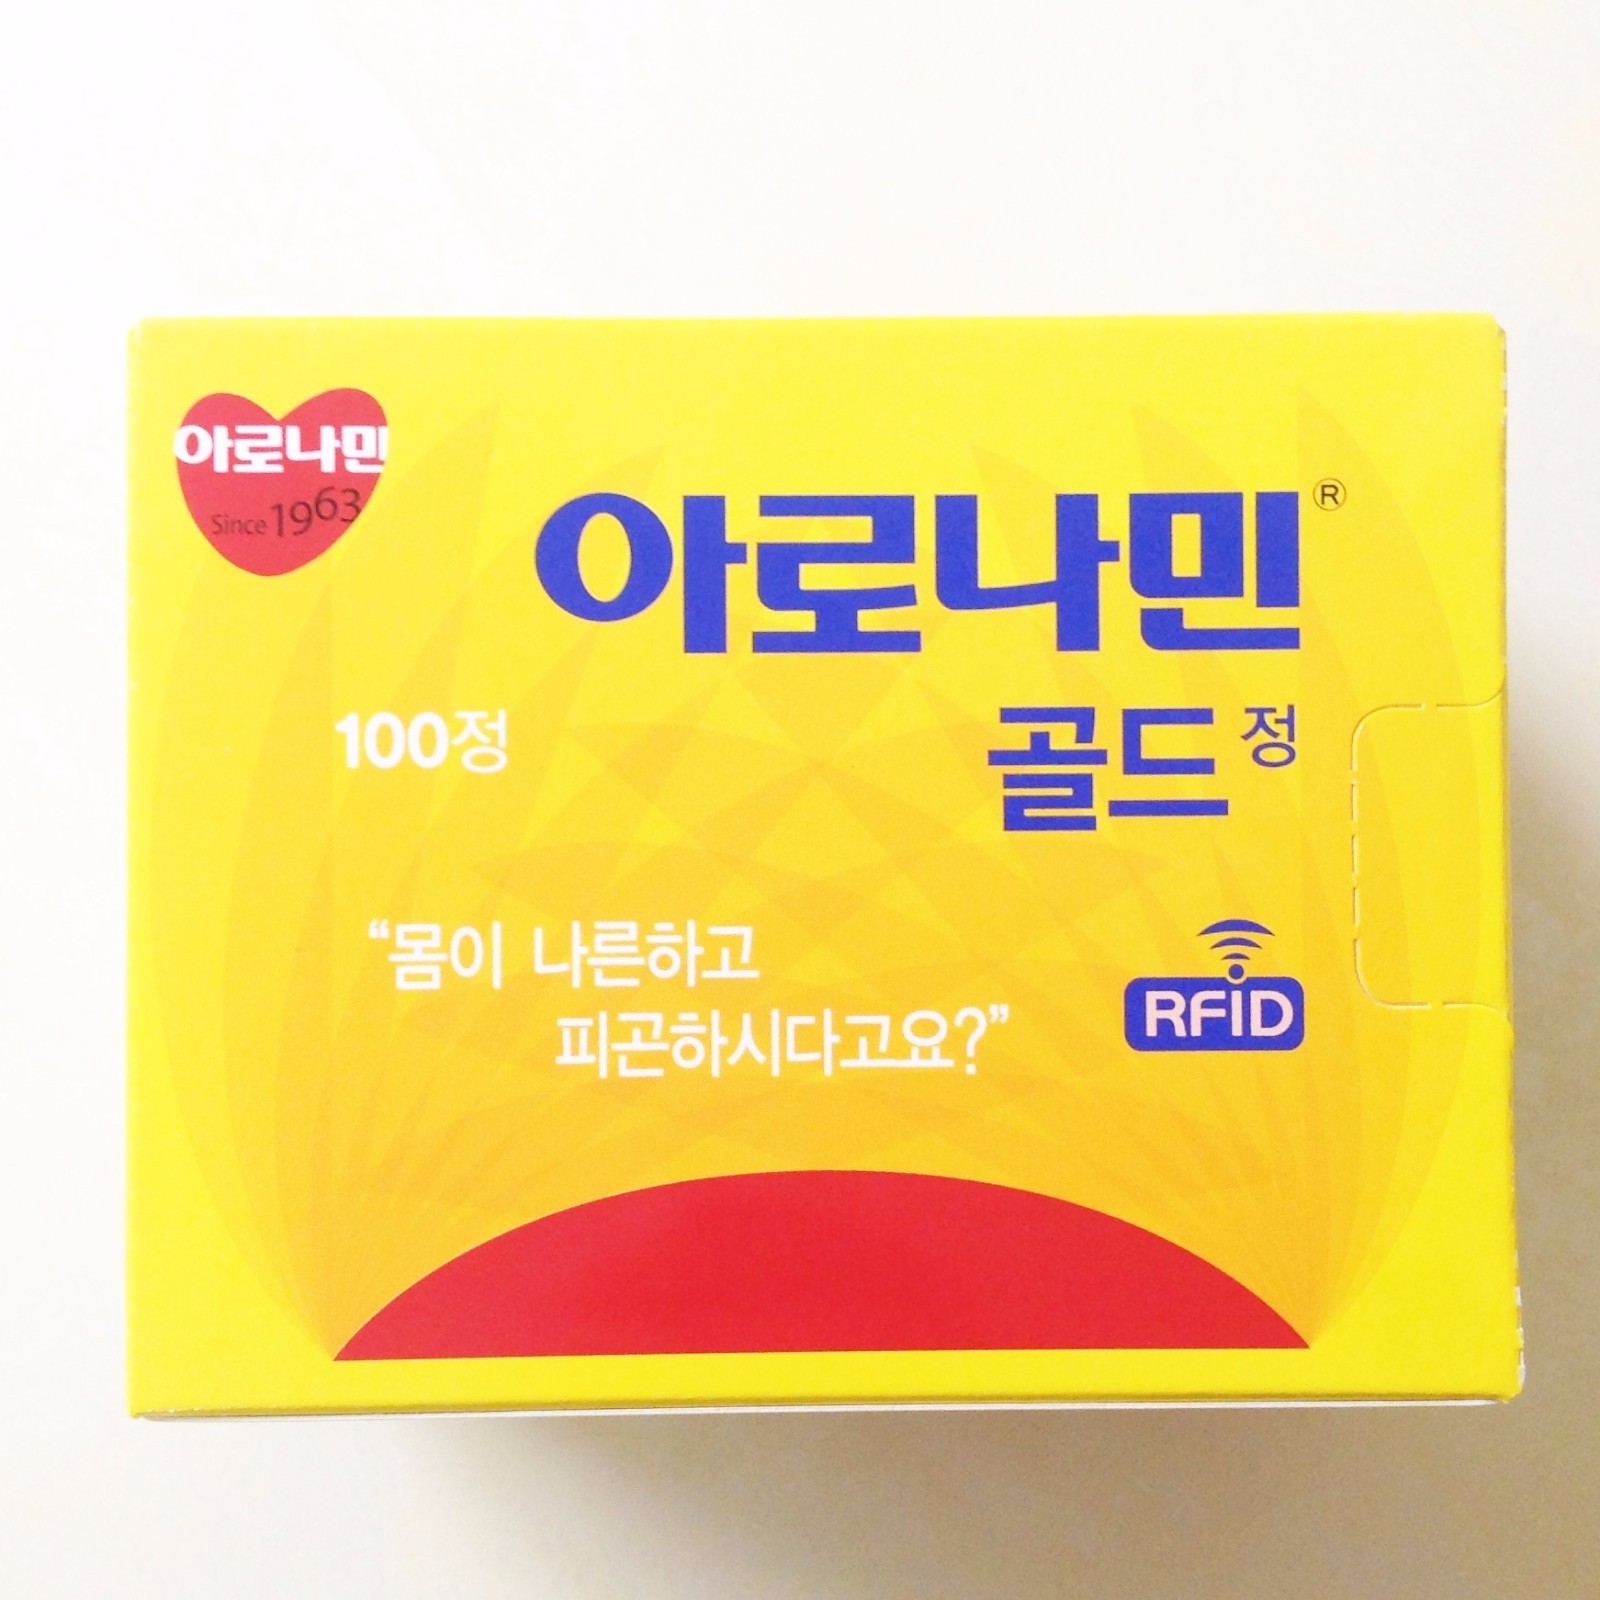 아로나민
Since 1963
아로나민®
100정
골드 정
“몸이 나른하고
피곤하시다고요?”
RFID